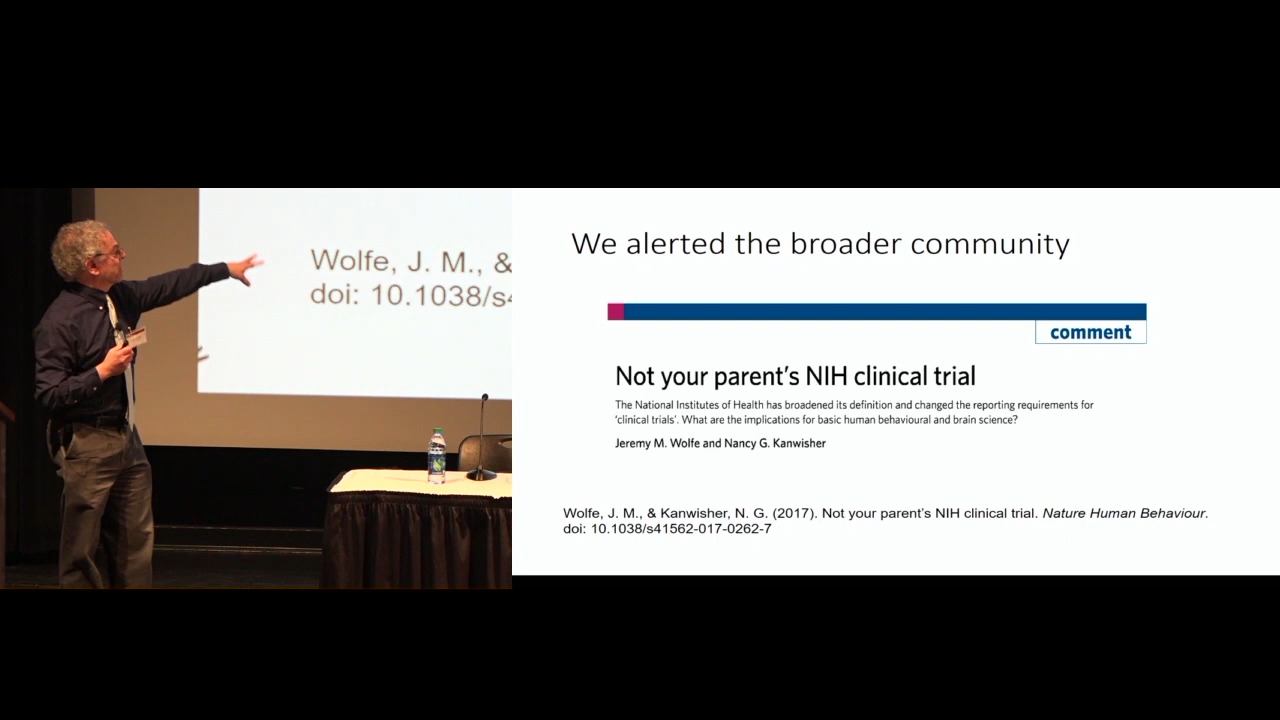 Wolfe, J. M., &
doi: 10.1038/s4
We alerted the broader community
comment
Not your parent's NIH clinical trial
The National Institutes of Health has broadened its definition and changed the reporting requirements for
'clinical trials'. What are the implications for basic human behavioural and brain science?
Jeremy M. Wolfe and Nancy G. Kanwisher
Wolfe, J. M., & Kanwisher, N. G. (2017). Not your parent's NIH clinical trial. Nature Human Behaviour.
doi: 10.1038/s41562-017-0262-7